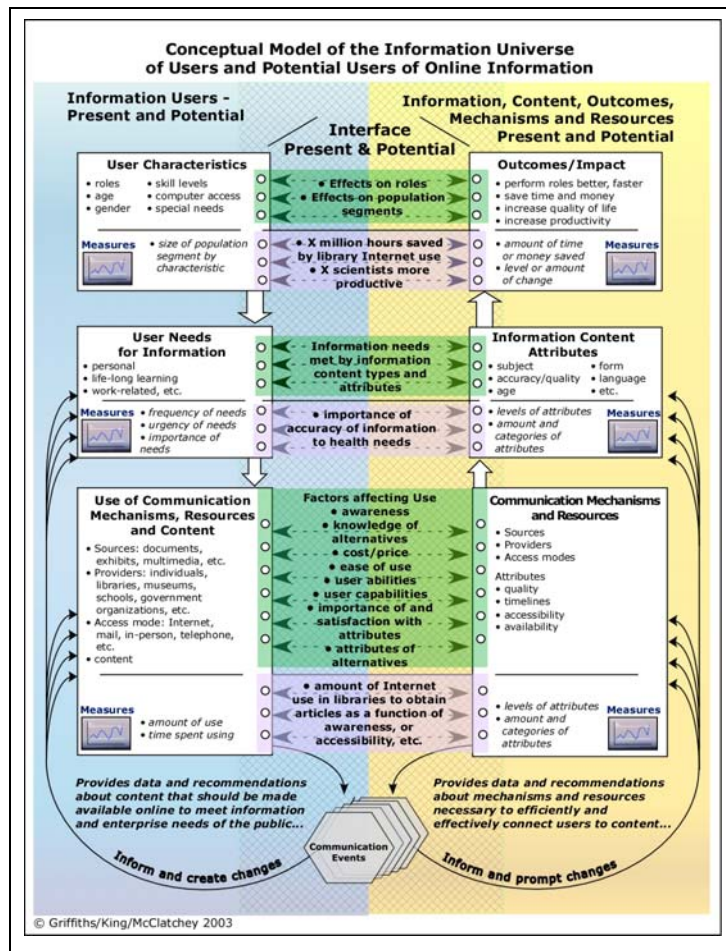 Conceptual Model of the Information Universe
of Users and Potential Users of Online Information
Information Users -
Present and Potential
Interface
Present & Potential
Information, Content, Outcomes,
Mechanisms and Resources
Present and Potential
User Characteristics
• roles
• age
• gender
• skill levels
• computer access
• special needs
Measures
• size of population
segment by
characteristic
• Effects on roles
• Effects on population
segments
• X million hours saved
by library Internet use
• X scientists more
productive
Outcomes/Impact
• perform roles better, faster
• save time and money
• increase quality of life
• increase productivity
• amount of time
or money saved
• level or amount
of change
Measures
User Needs
for Information
• personal
• life-long learning
• work-related, etc.
Measures
• frequency of needs
• urgency of needs
• importance of
needs
Information needs
met by information
content types and
attributes
• importance of
accuracy of information
to health needs
Information Content
Attributes
• subject
• accuracy/quality
• age
• form
• language
• etc.
• levels of attributes
• amount and
categories of
attributes
Measures
Use of Communication
Mechanisms, Resources
and Content
• Sources: documents,
exhibits, multimedia, etc.
• Providers: individuals,
libraries, museums,
schools, government
organizations, etc.
• Access mode: Internet,
mail, in-person, telephone,
etc.
• content
Measures
• amount of use
• time spent using
Factors affecting Use
• awareness
• knowledge of
alternatives
• cost/price
• ease of use
• user abilities
• user capabilities
• importance of and
satisfaction with
attributes
• attributes of
alternatives
• amount of Internet
use in libraries to obtain
articles as a function of
awareness, or
accessibility, etc.
Communication Mechanisms
and Resources
• Sources
• Providers
• Access modes
Attributes
• quality
• timelines
• accessibility
• availability
• levels of attributes
• amount and
categories of
attributes
Measures
Provides data and recommendations
about content that should be made
available online to meet information
and enterprise needs of the public...
Provides data and recommendations
about mechanisms and resources
necessary to efficiently and
effectively connect users to content...
Communication
Events
Inform and create changes
Inform and prompt changes
© Griffiths/King/McClatchey 2003